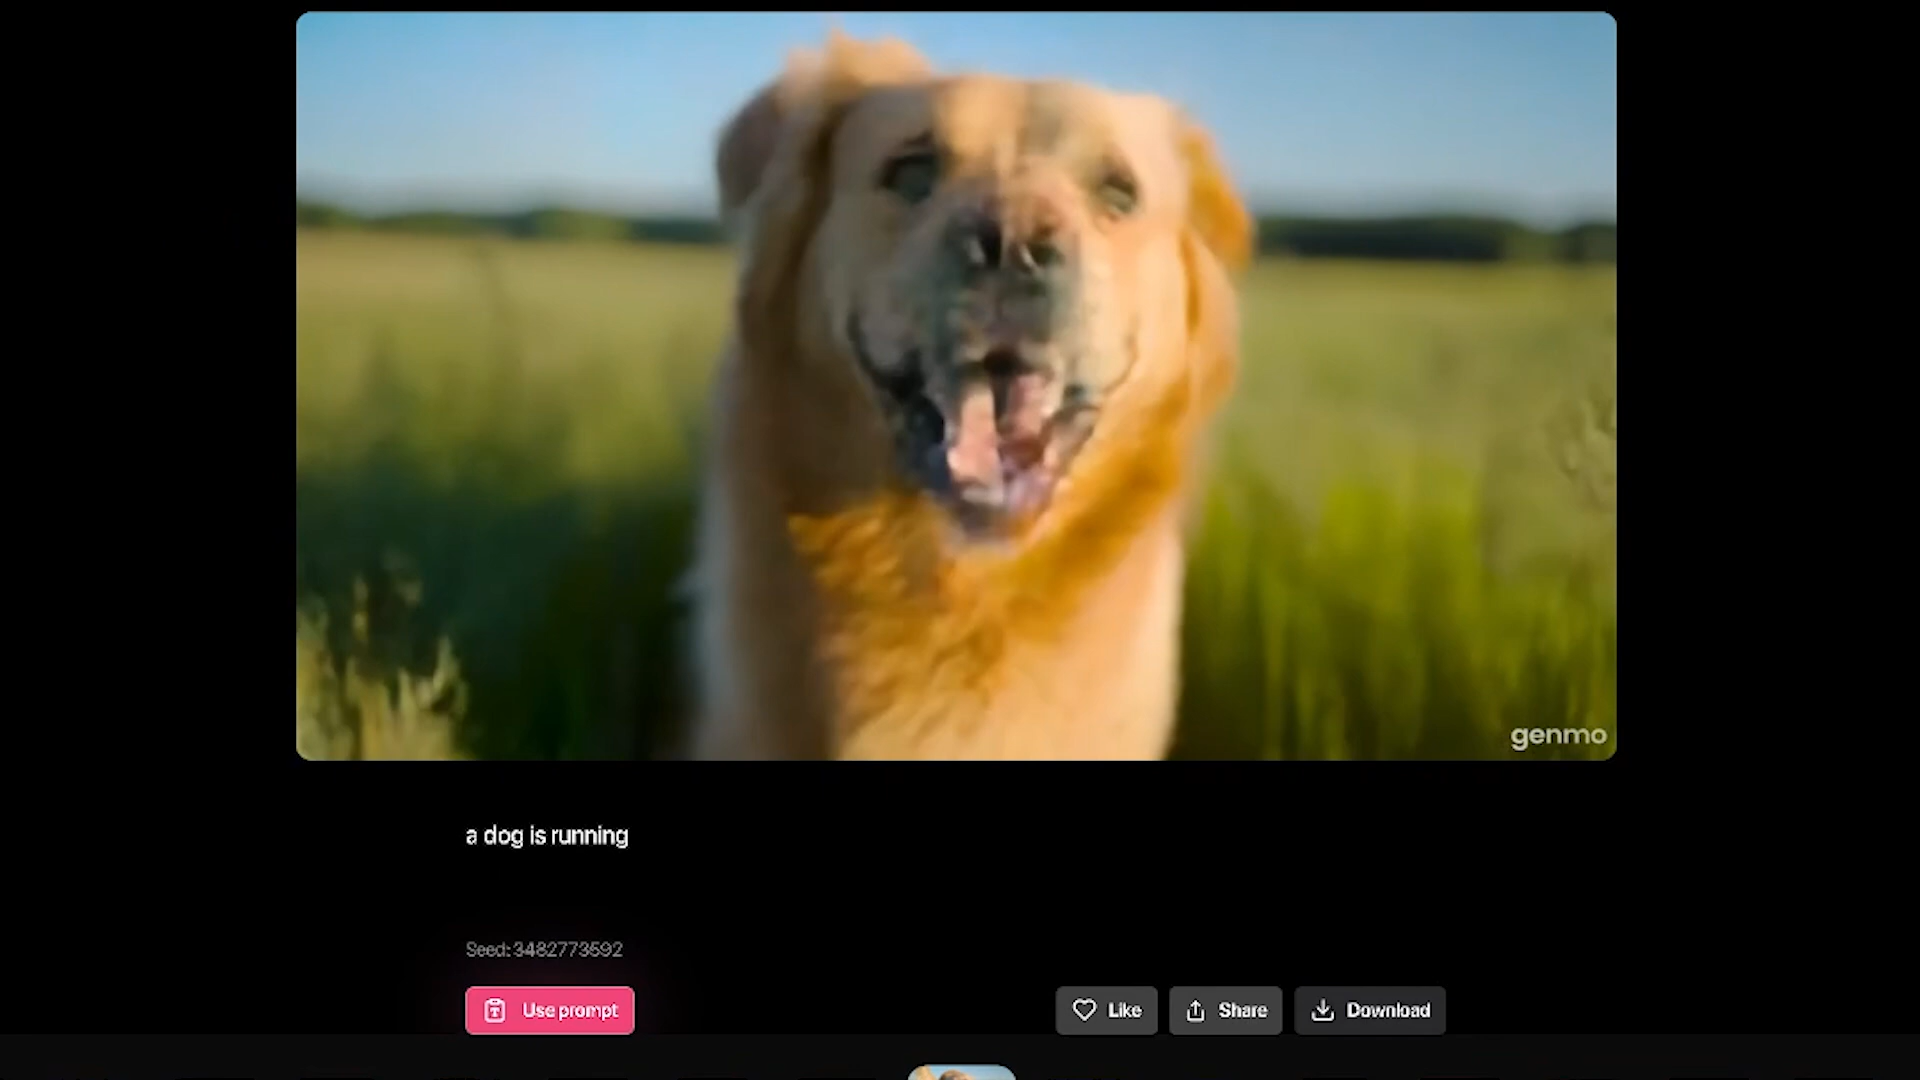 genmo
a dog is running
Seed: 3482773592
Use prompt
Like
Share
Download